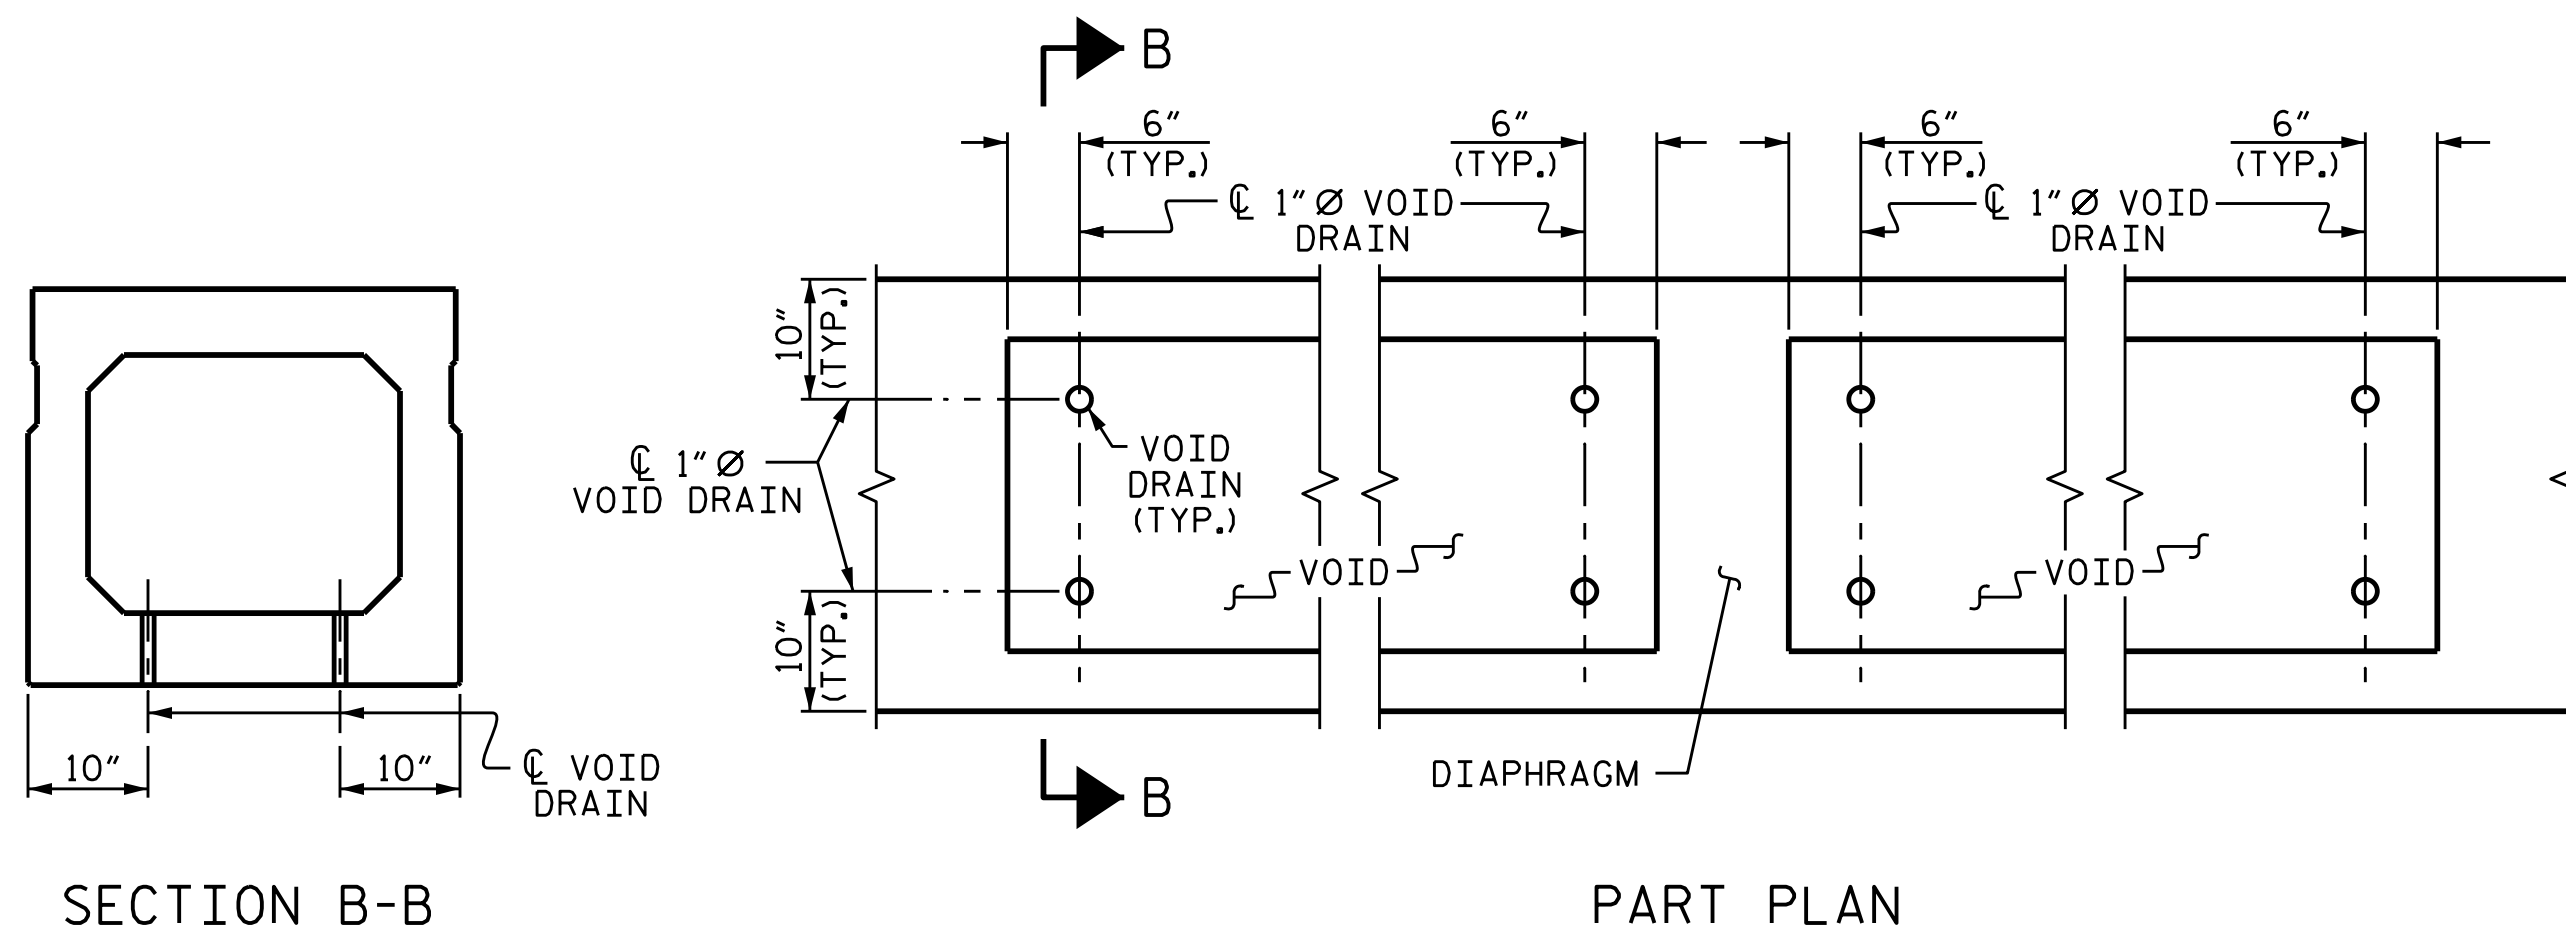 B
6" 6" 6" 6"
(TYP.) (TYP.) (TYP.) (TYP.)
℄ 1"Ø VOID
DRAIN
℄ 1"Ø VOID
DRAIN
10"
(TYP.)
℄ 1"Ø
VOID DRAIN
VOID
DRAIN
(TYP.)
VOID
VOID
10"
(TYP.)
10" 10"
℄ VOID
DRAIN
DIAPHRAGM
B
SECTION B-B
PART PLAN